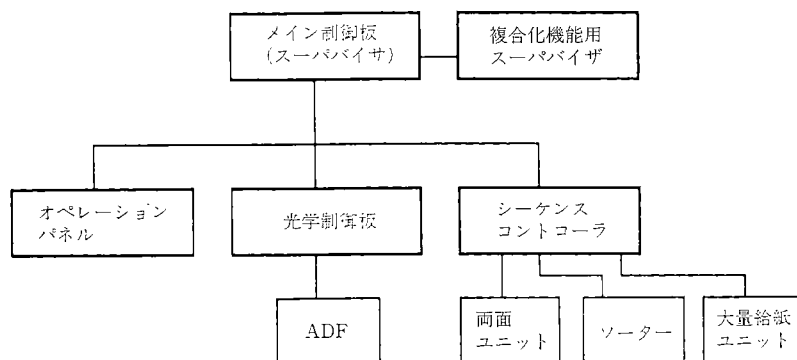 メイン制御板
(スーパバイサ)
複合化機能用
スーパバイザ
オペレーション
パネル
光学制御板
シーケンス
コントローラ
ADF
両面
ユニット
ソーター
大量給紙
ユニット